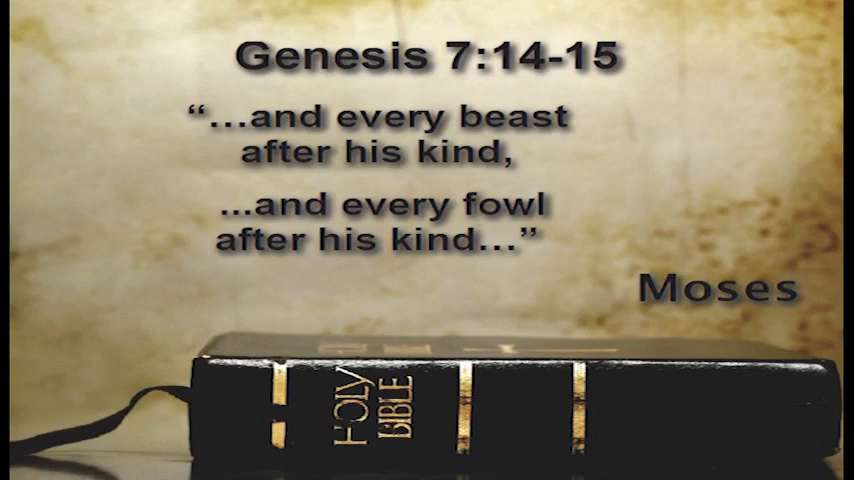 Genesis 7:14-15
“…and every beast
after his kind,
...and every fowl
after his kind…”
Moses
HOLY
BIBLE